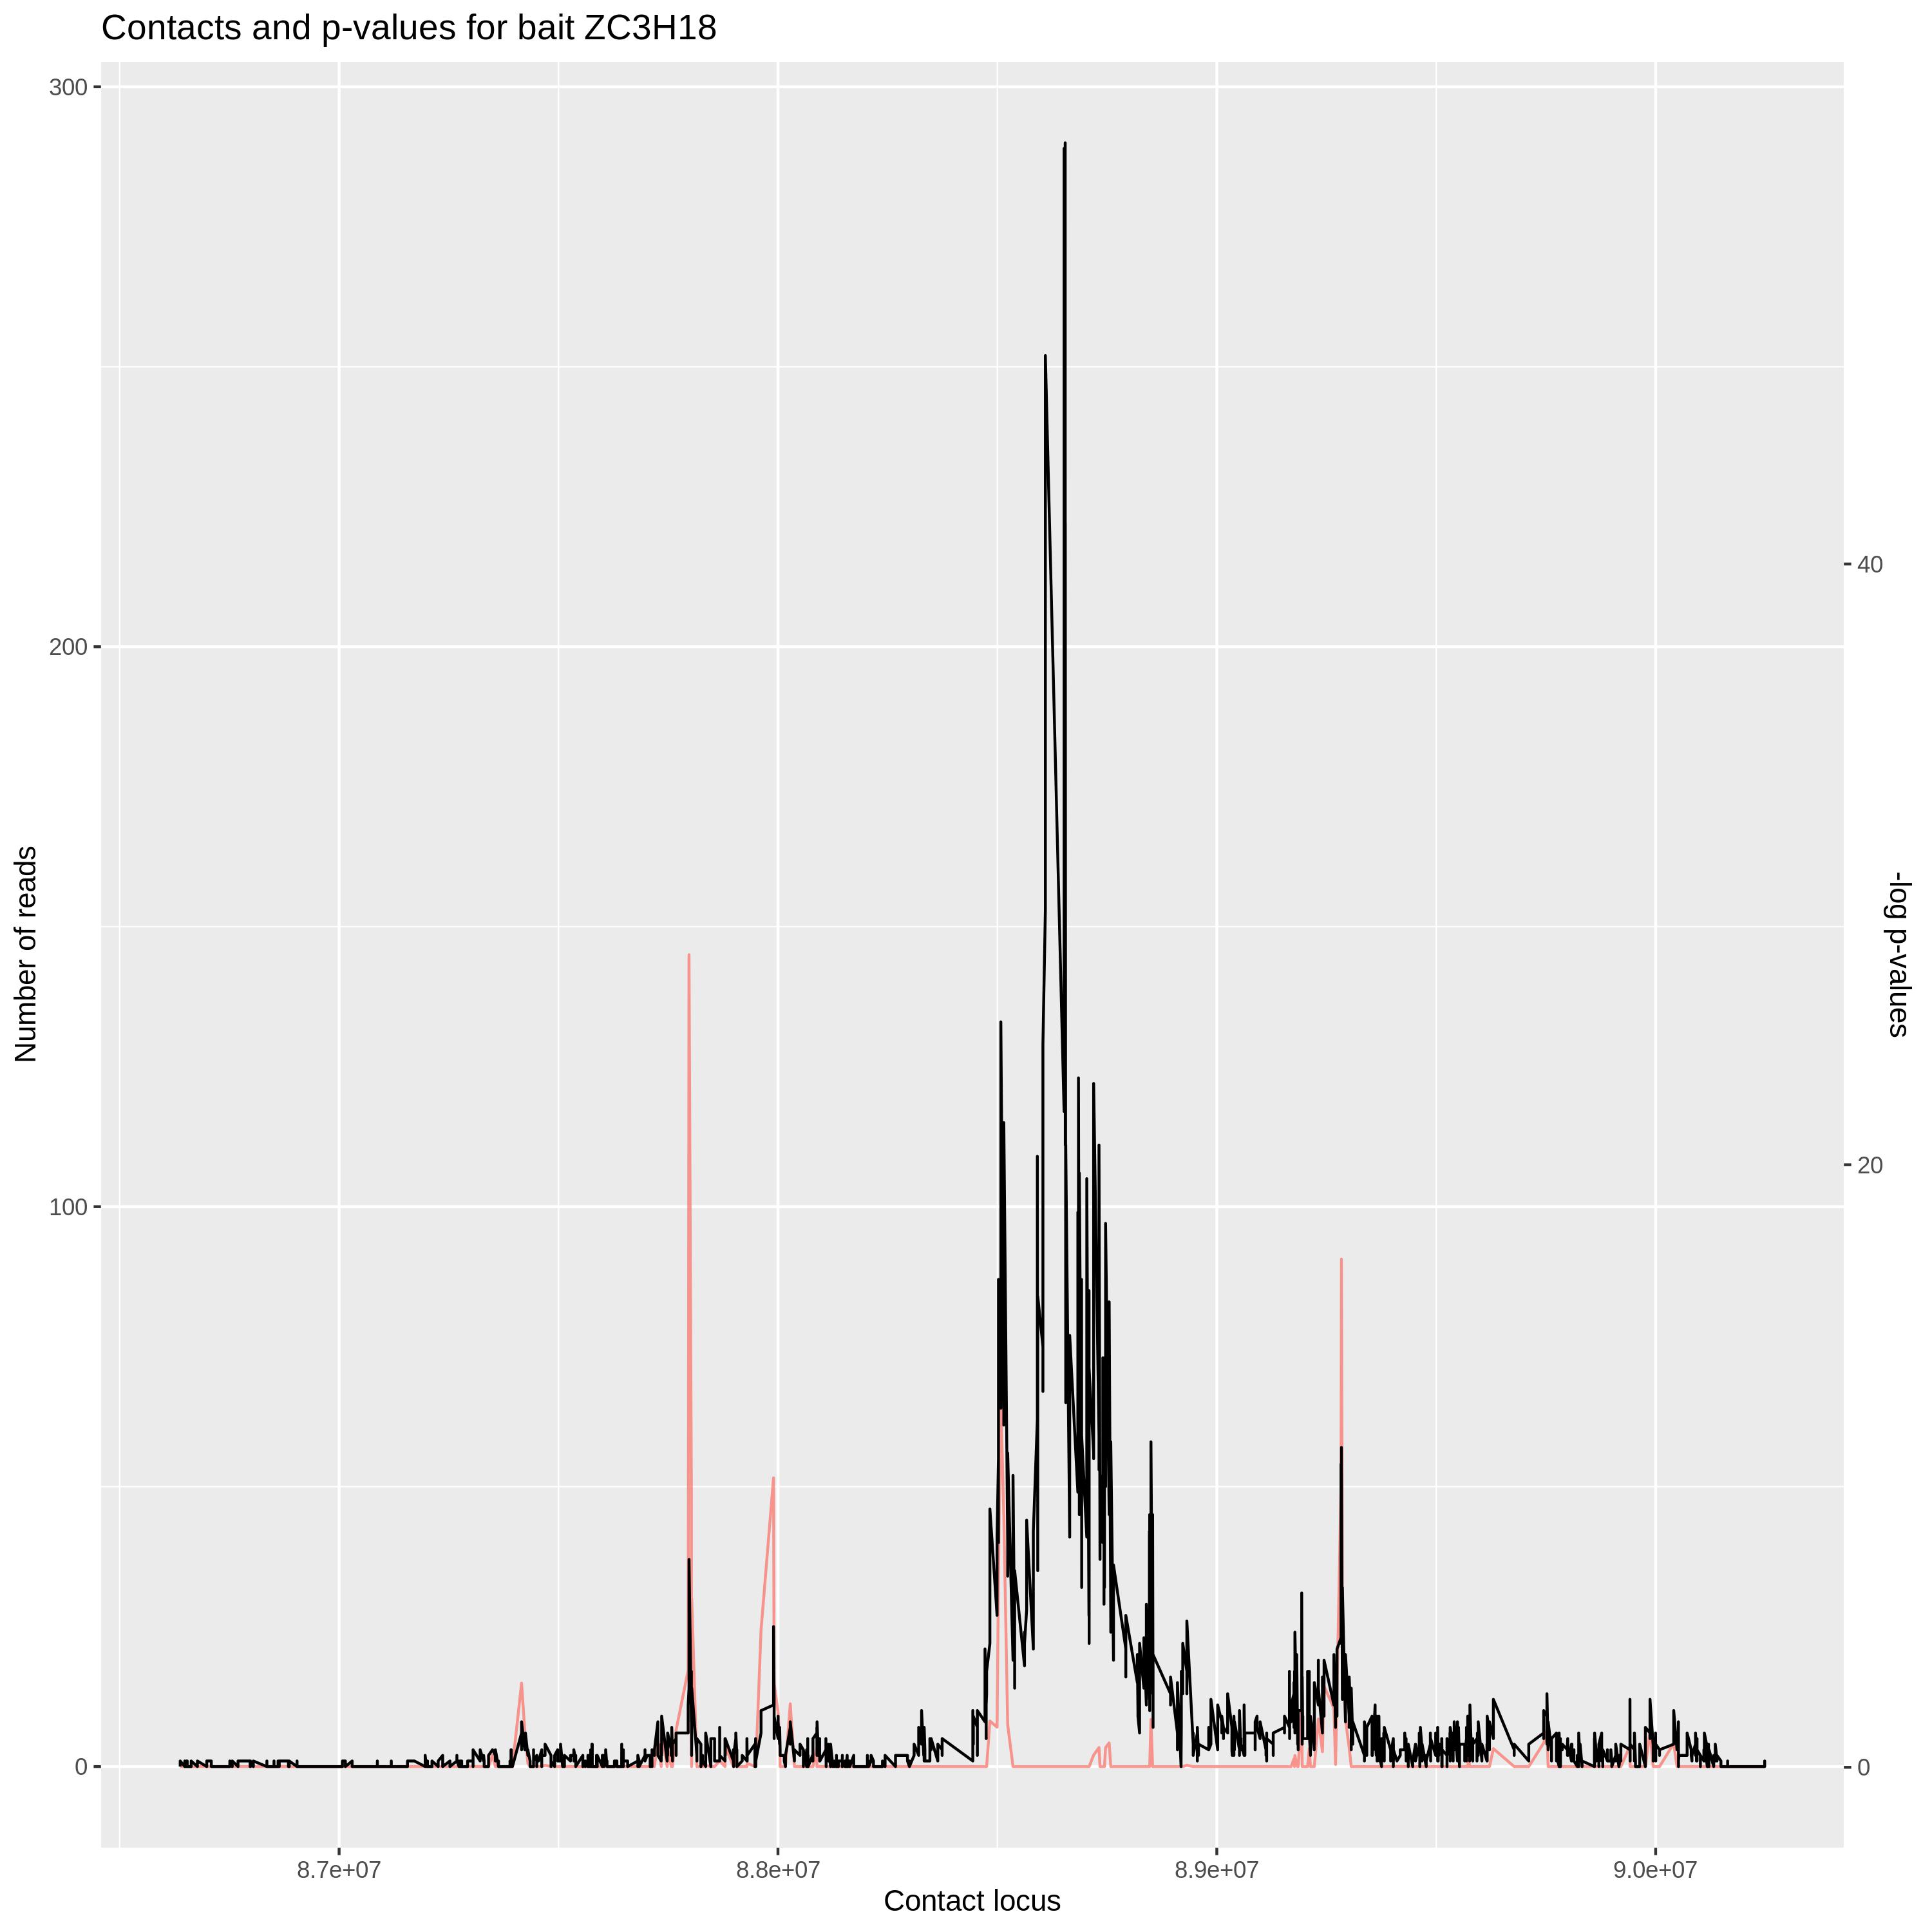 Contacts and p-values for bait ZC3H18
300
200
100
0
Number of reads
40
20
0
-log p-values
8.7e+07
8.8e+07
8.9e+07
9.0e+07
Contact locus